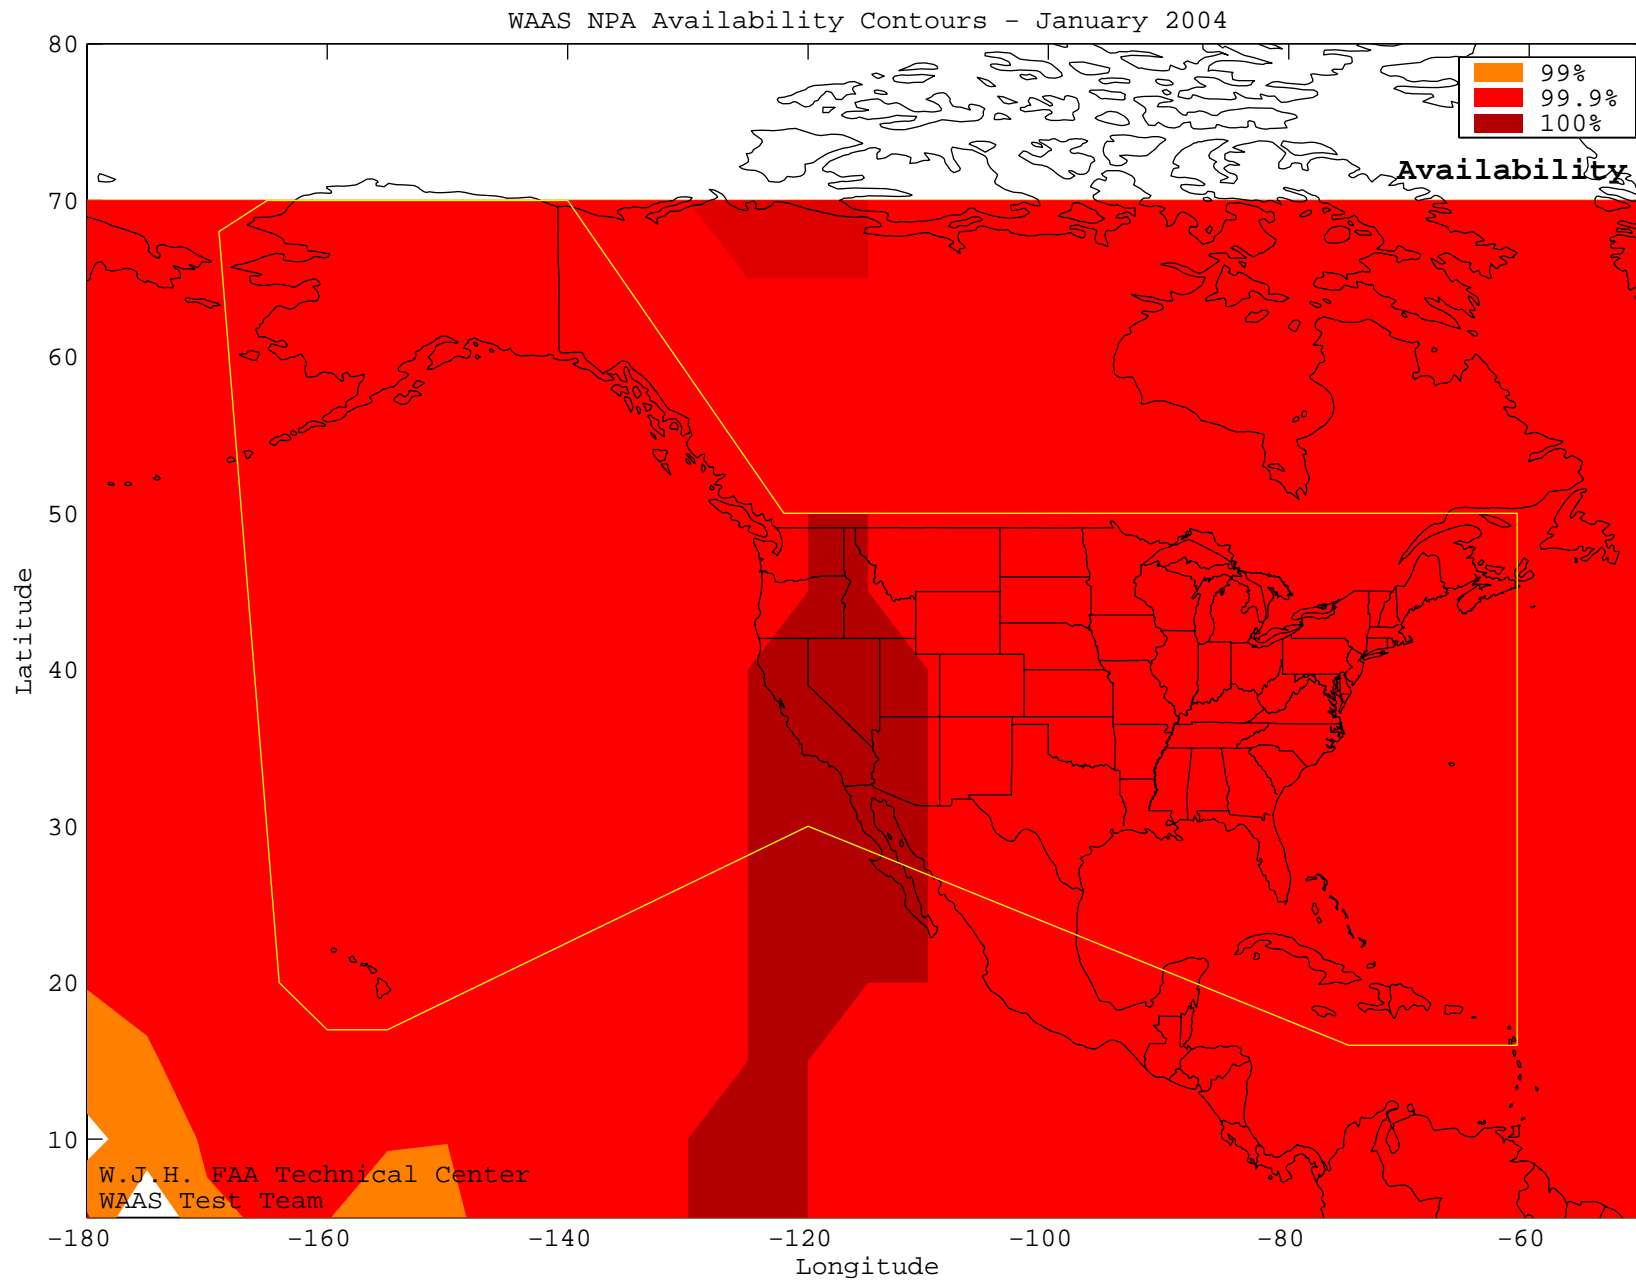 WAAS NPA Availability Contours - January 2004
80
99%
99.9%
100%
Availability
70
60
50
40
30
20
10
Latitude
W.J.H. FAA Technical Center
WAAS Test Team
-180 -160 -140 -120 -100 -80 -60
Longitude